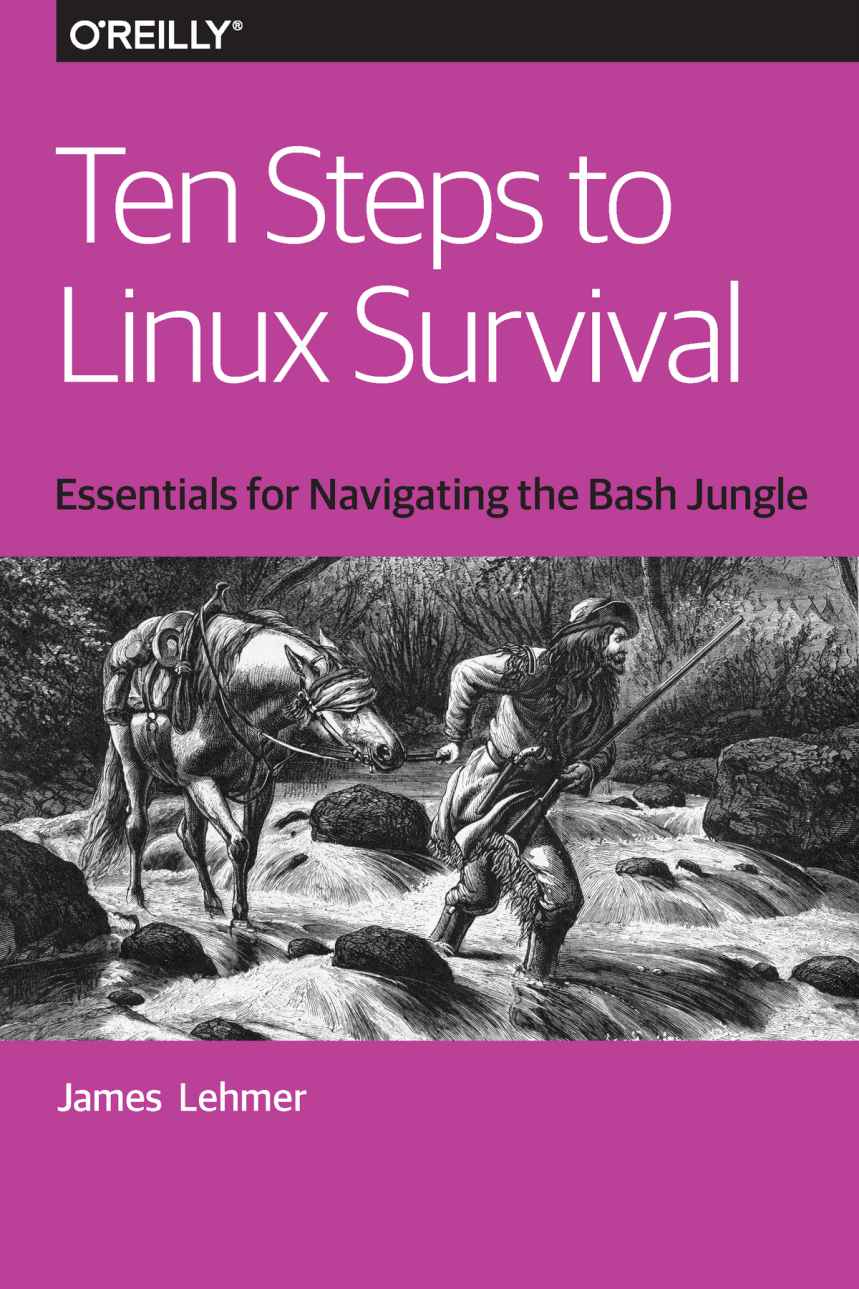 O'REILLY®
Ten Steps to
Linux Survival
Essentials for Navigating the Bash Jungle
James Lehmer